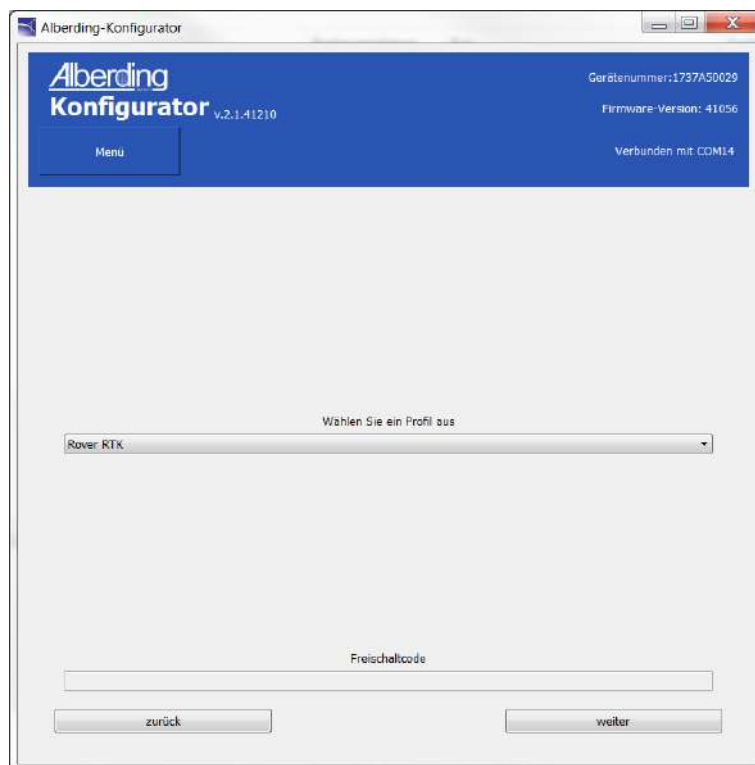 Alberding-Konfigurator
Alberding
Konfigurator v.2.1.41210
Menü
Gerätenummer:1737A50029
Firmware-Version: 41056
Verbunden mit COM14
Wählen Sie ein Profil aus
Rover RTK
Freischaltcode
zurück
weiter